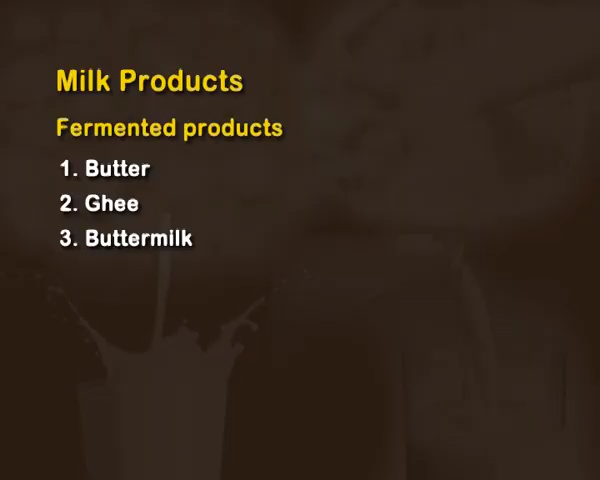 Milk Products
Fermented products
1. Butter
2. Ghee
3. Buttermilk